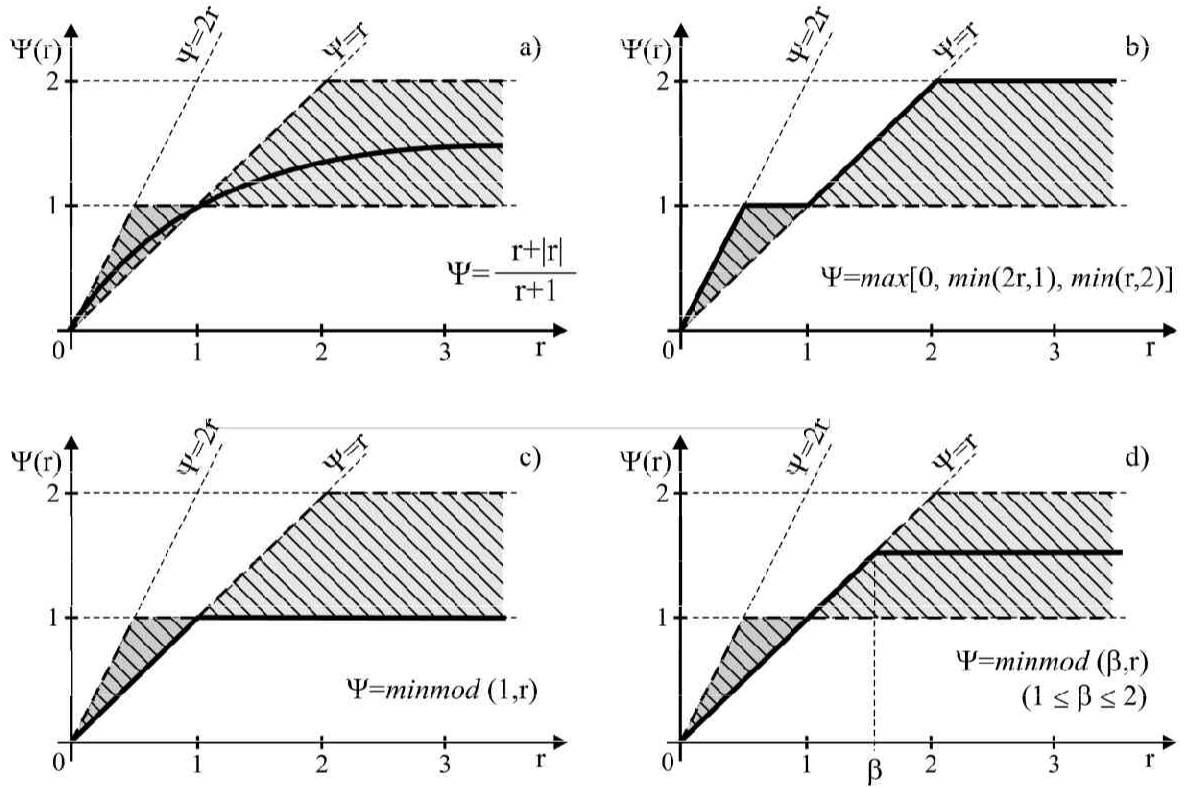 Ψ(r)
Ψ=2r
Ψ=r
a)
2
1
Ψ= r+|r| / r+1
0 1 2 3 r
Ψ(r)
Ψ=2r
Ψ=r
b)
2
1
Ψ=max[0, min(2r,1), min(r,2)]
0 1 2 3 r
Ψ(r)
Ψ=2r
Ψ=r
c)
2
1
Ψ=minmod (1,r)
0 1 2 3 r
Ψ(r)
Ψ=2r
Ψ=r
d)
2
1
Ψ=minmod (β,r)
(1 ≤ β ≤ 2)
0 1 β 2 3 r